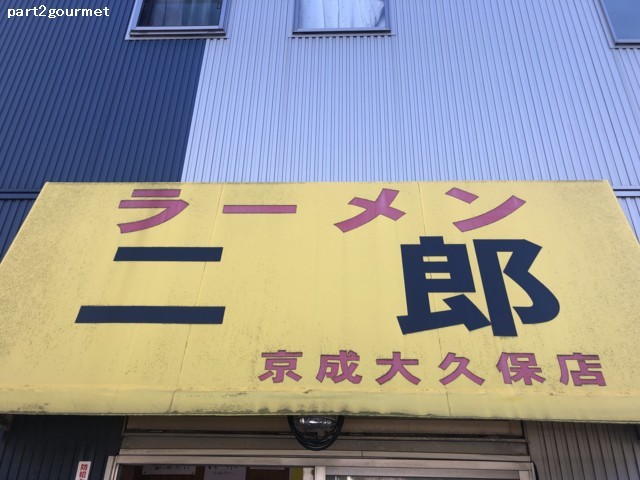 part2gourmet
ラーメン
二郎
京成大久保店